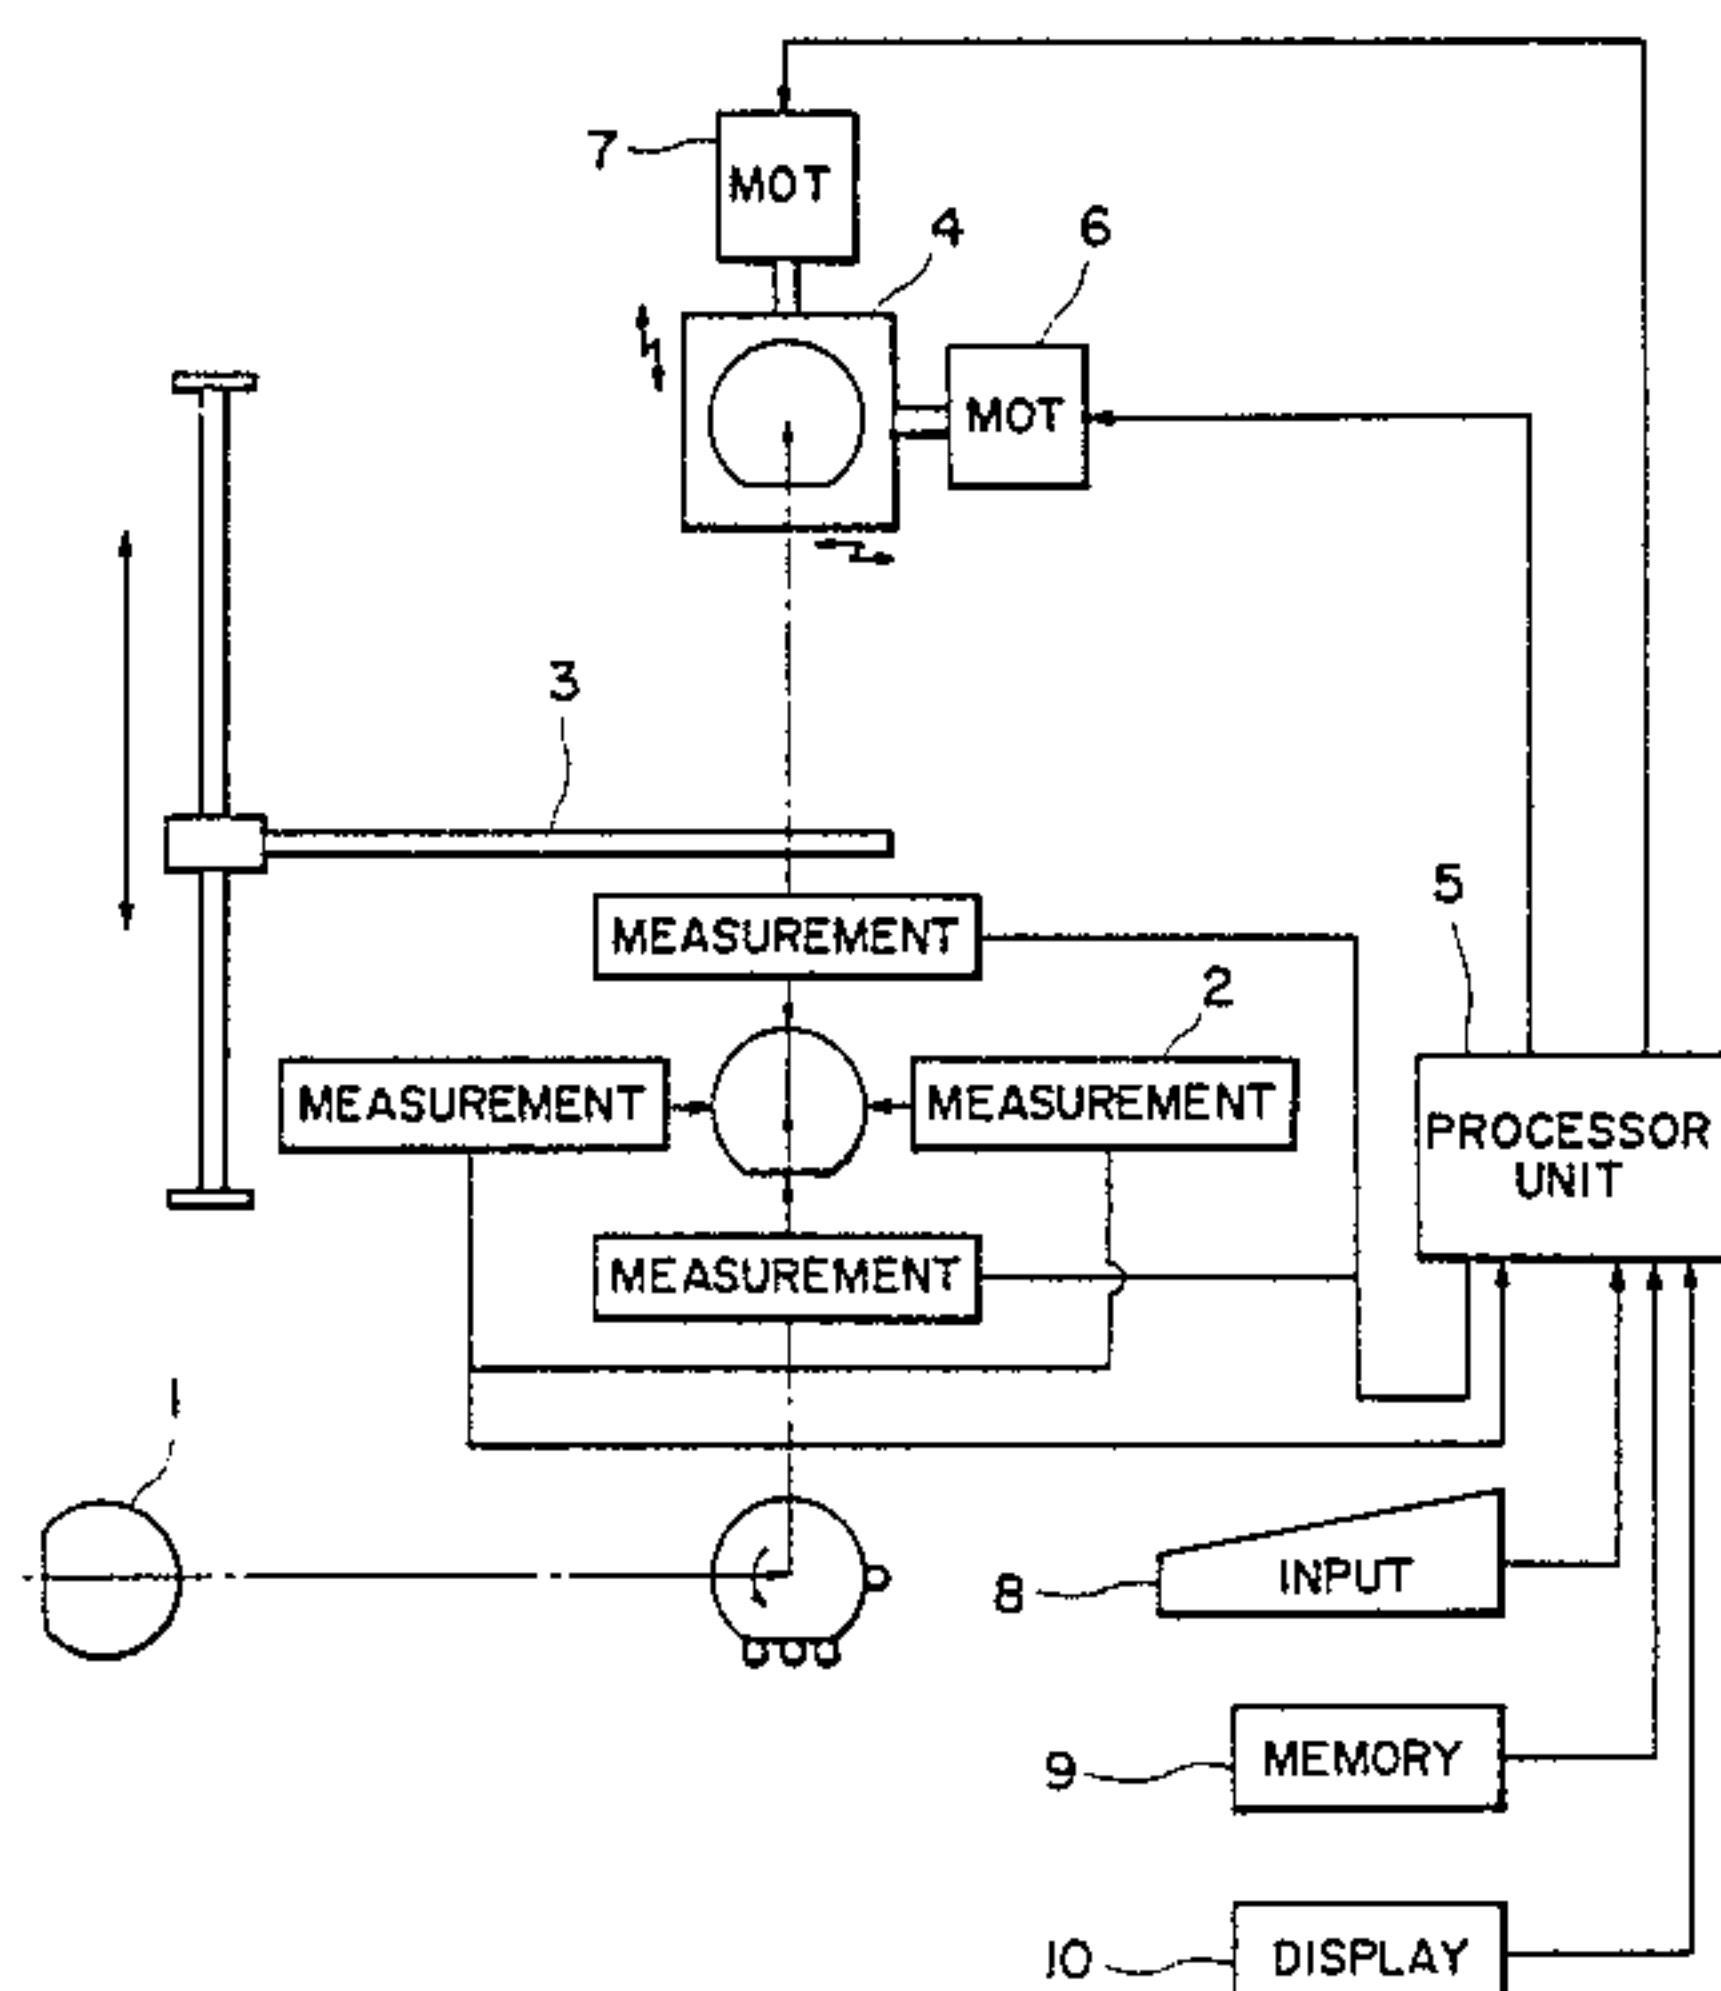 7
MOT
4
6
MOT
3
5
MEASUREMENT
2
MEASUREMENT
MEASUREMENT
PROCESSOR
UNIT
MEASUREMENT
1
8
INPUT
9
MEMORY
10
DISPLAY